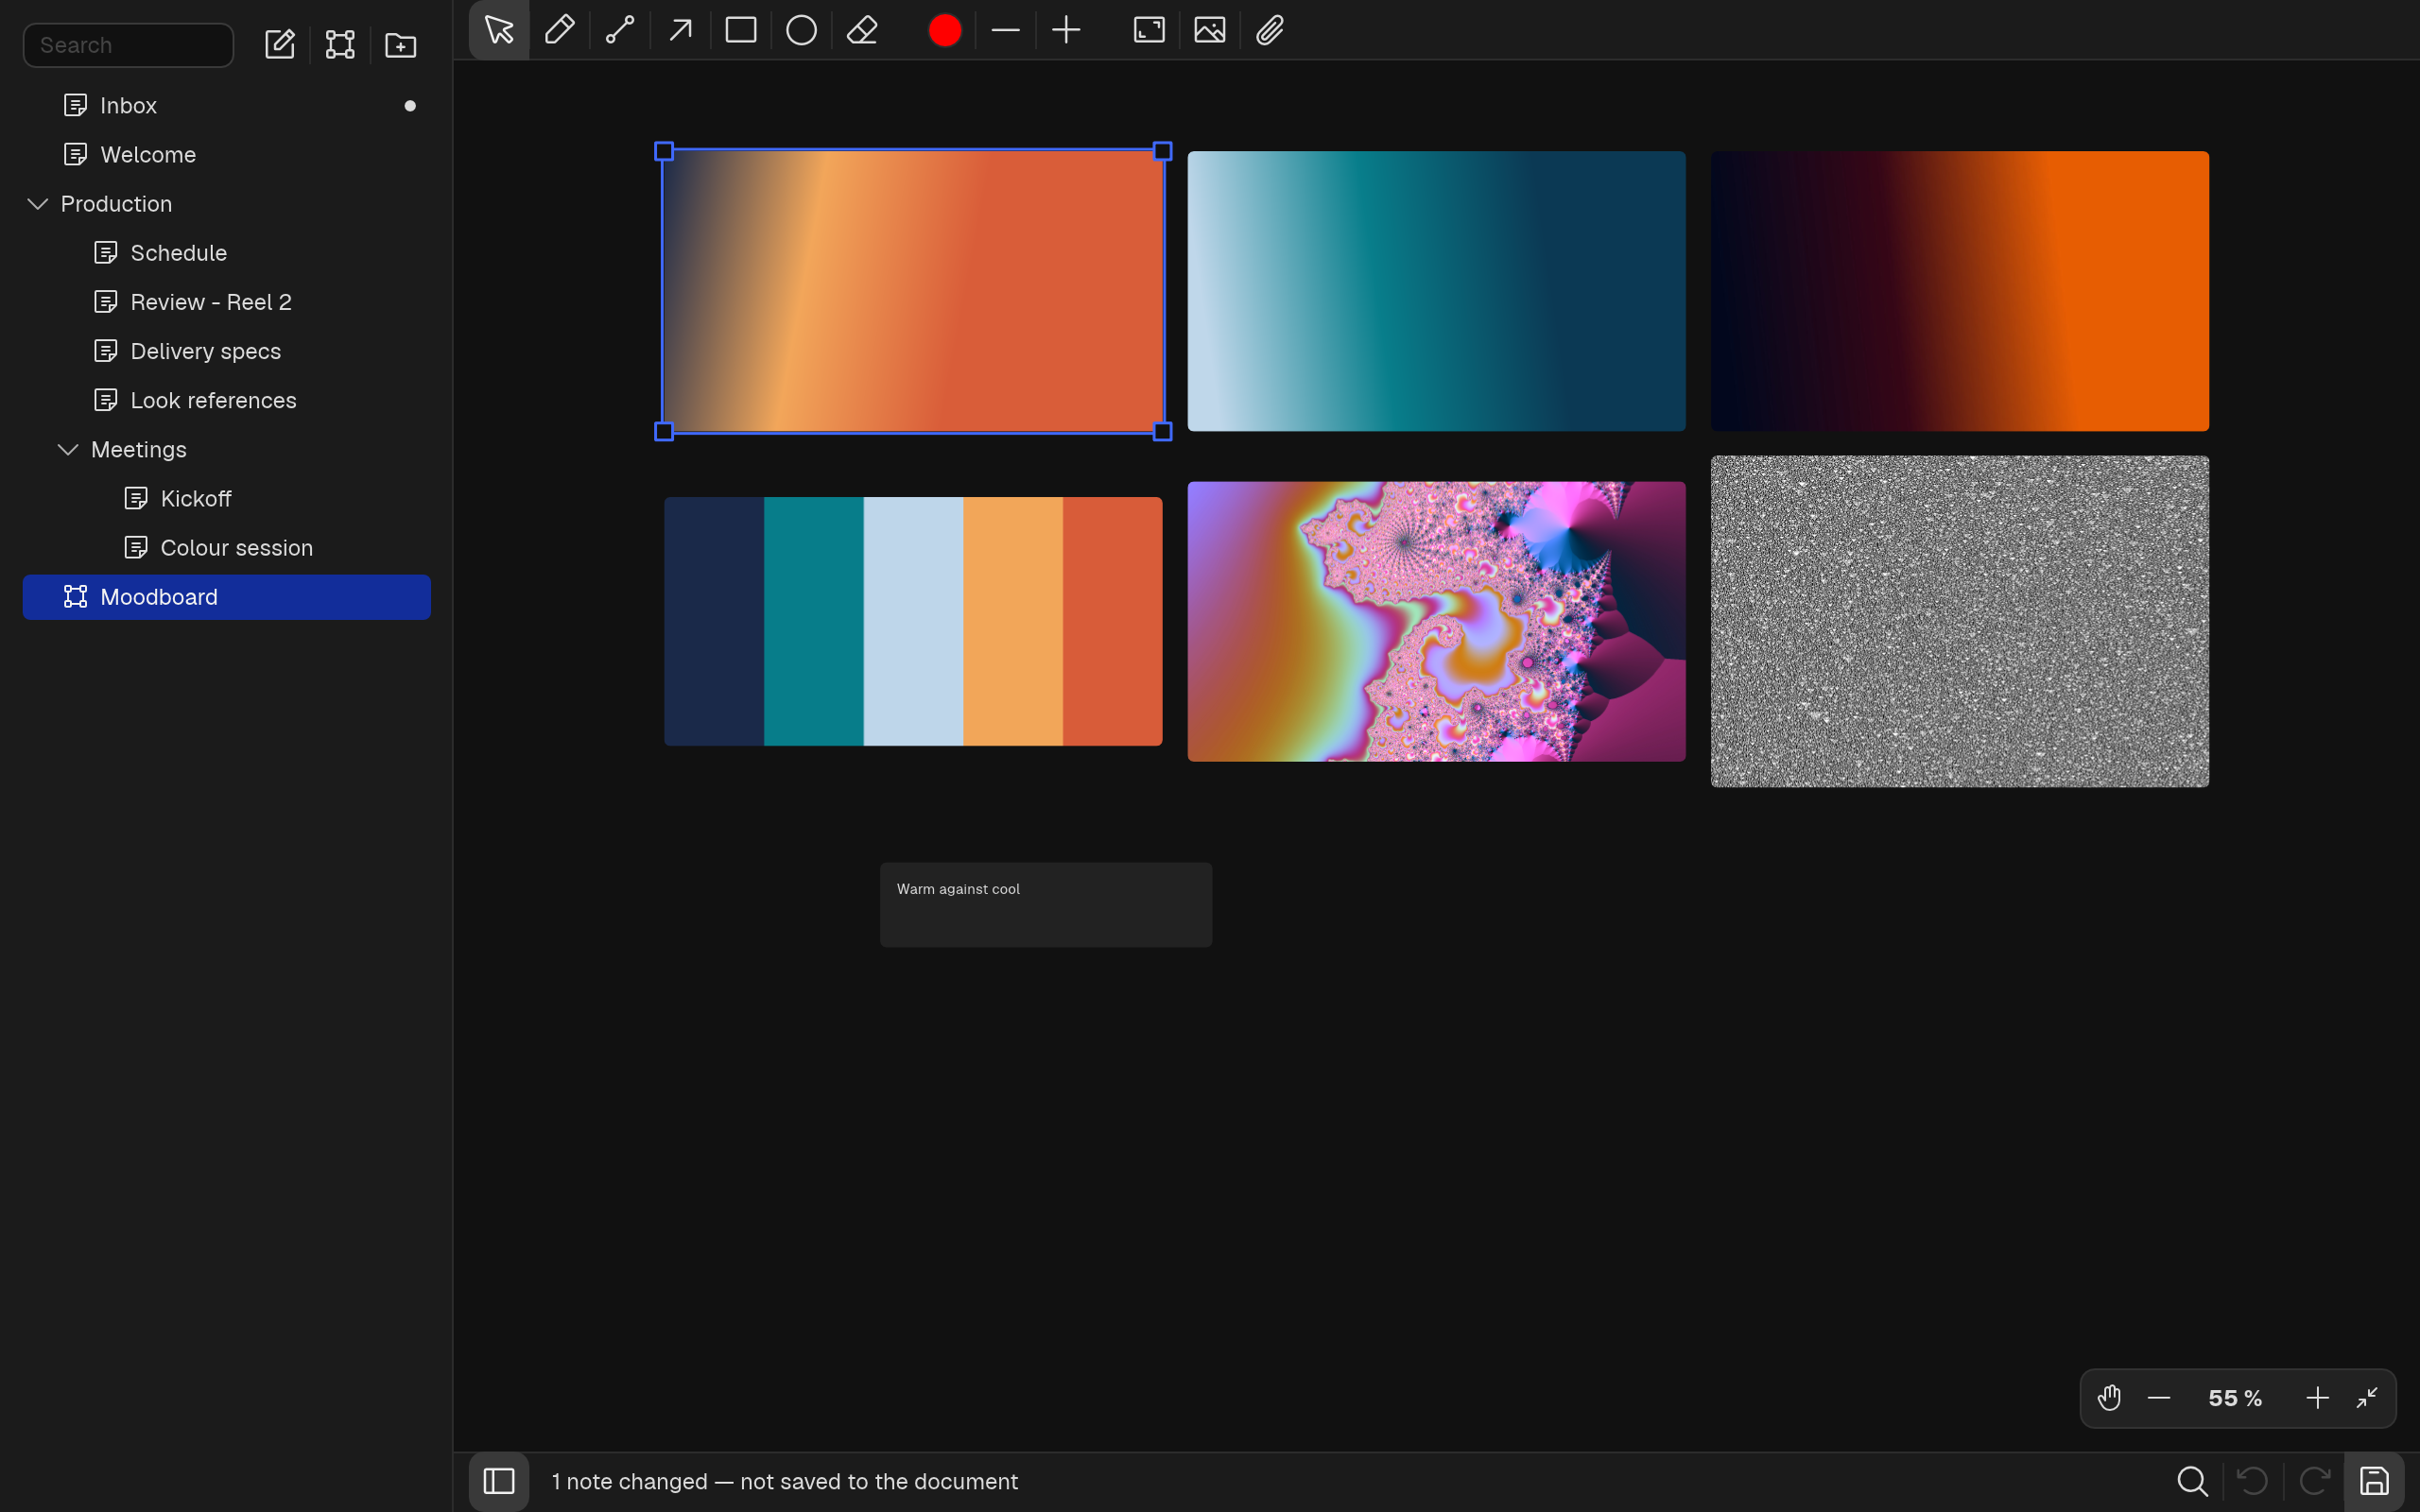 Search
Inbox
Welcome
Production
Schedule
Review - Reel 2
Delivery specs
Look references
Meetings
Kickoff
Colour session
Moodboard
Warm against cool
55 %
1 note changed — not saved to the document